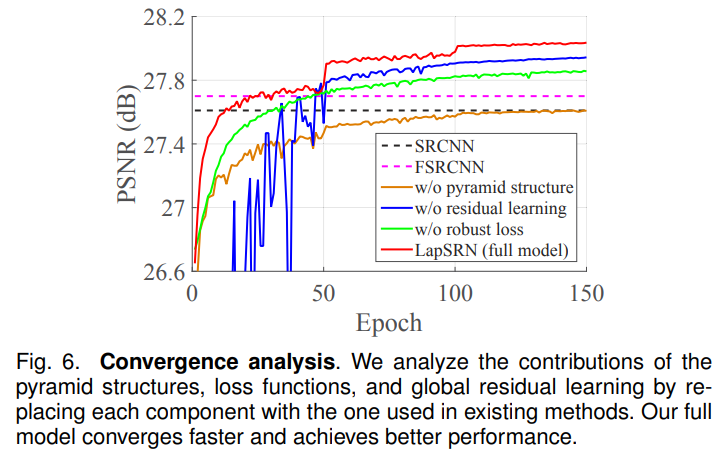 28.2
27.8
27.4
27
26.6
PSNR (dB)
0
50
100
150
Epoch
SRCNN
FSRCNN
w/o pyramid structure
w/o residual learning
w/o robust loss
LapSRN (full model)
Fig. 6. Convergence analysis. We analyze the contributions of the
pyramid structures, loss functions, and global residual learning by re-
placing each component with the one used in existing methods. Our full
model converges faster and achieves better performance.